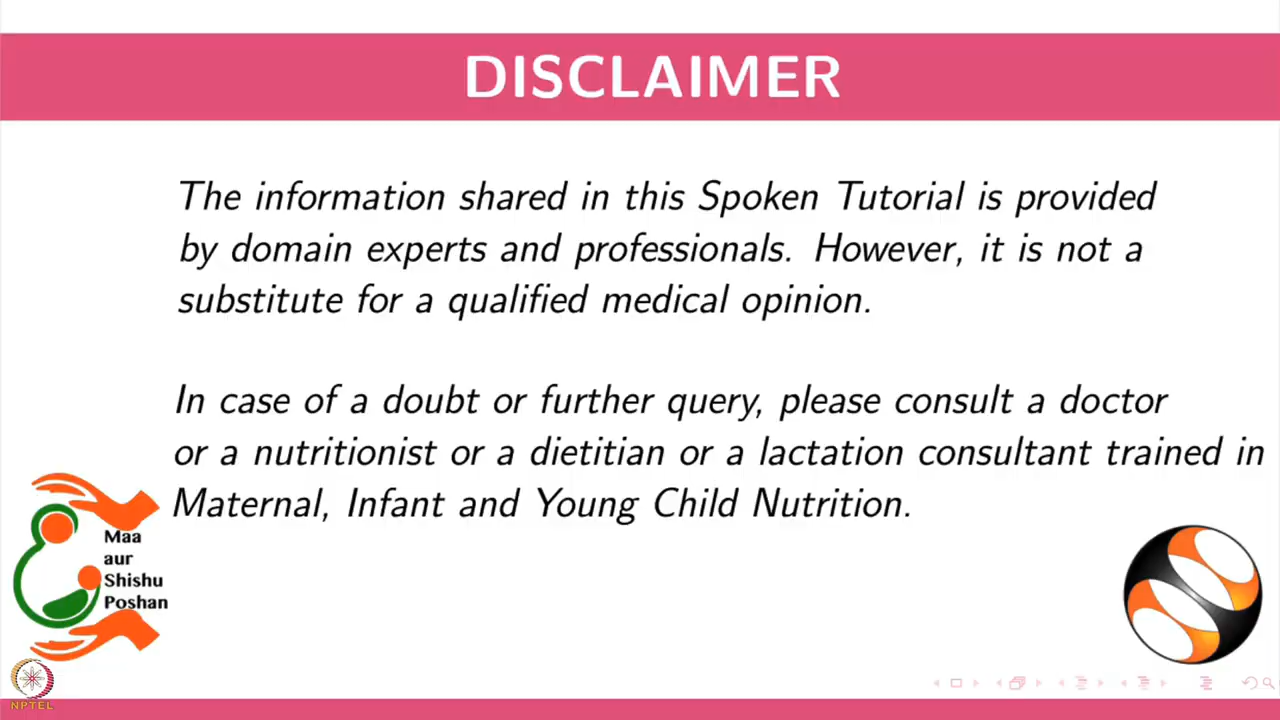 DISCLAIMER
The information shared in this Spoken Tutorial is provided
by domain experts and professionals. However, it is not a
substitute for a qualified medical opinion.
In case of a doubt or further query, please consult a doctor
or a nutritionist or a dietitian or a lactation consultant trained in
Maternal, Infant and Young Child Nutrition.
Maa
aur
Shishu
Poshan
NPTEL